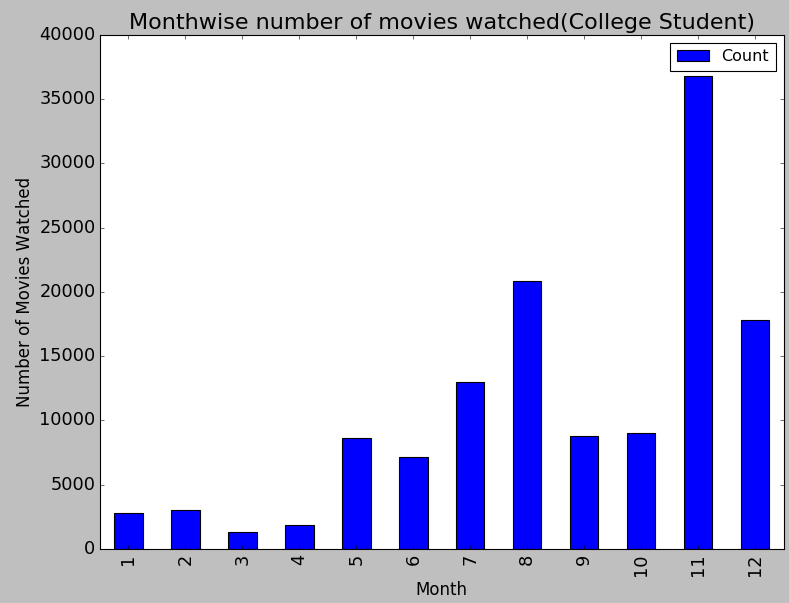 Monthwise number of movies watched(College Student)
Count
40000
35000
30000
25000
20000
15000
10000
5000
0
Number of Movies Watched
1 2 3 4 5 6 7 8 9 10 11 12
Month